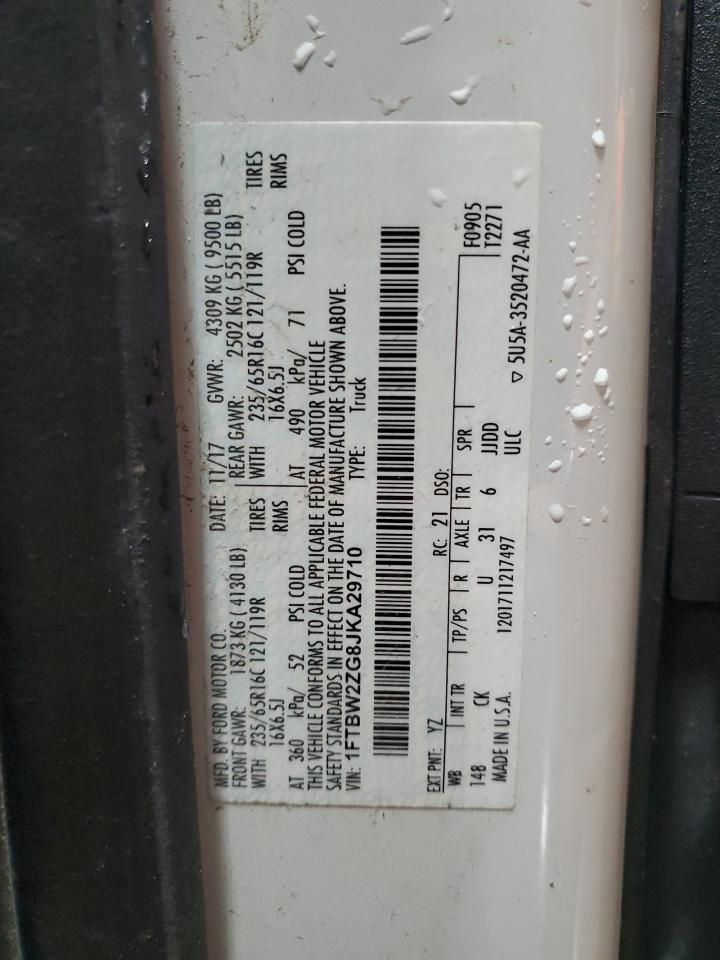 MFD. BY FORD MOTOR CO. DATE: 11/17 GVWR: 4309 KG ( 9500 LB)
FRONT GAWR: 1873 KG ( 4130 LB) REAR GAWR: 2502 KG ( 5515 LB)
WITH 235/65R16C 121/119R TIRES WITH 235/65R16C 121/119R TIRES
16X6.5J RIMS 16X6.5J RIMS
AT 360 kPa/ 52 PSI COLD AT 490 kPa/ 71 PSI COLD
THIS VEHICLE CONFORMS TO ALL APPLICABLE FEDERAL MOTOR VEHICLE
SAFETY STANDARDS IN EFFECT ON THE DATE OF MANUFACTURE SHOWN ABOVE.
VIN: 1FTBW2ZG8JKA29710 TYPE: Truck
EXT PNT: YZ RC: 21 DSO: F0905
WB INT TR TP/PS R AXLE TR SPR T2271
148 CK U 31 6 JJDD
MADE IN U.S.A. 1201711217497 ULC ▽ 5U5A-3520472-AA